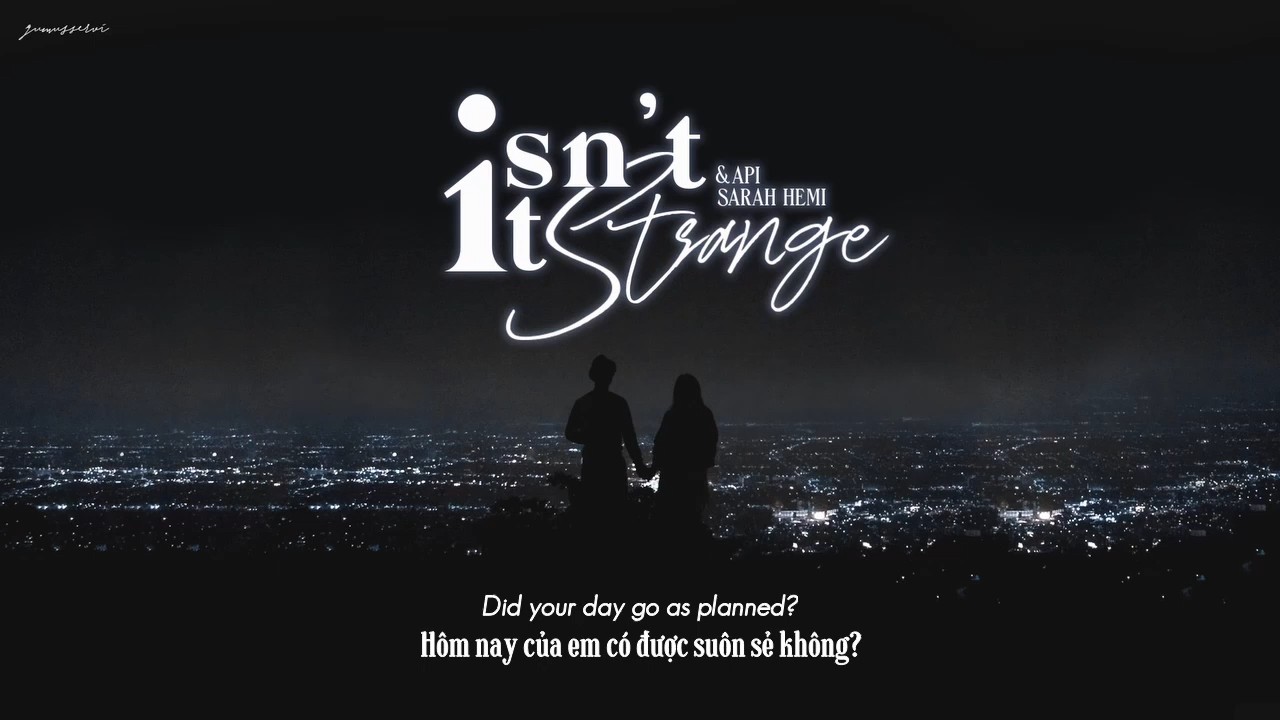 gumusservi
isn't
it Strange
& API
SARAH HEMI
Did your day go as planned?
Hôm nay của em có được suôn sẻ không?